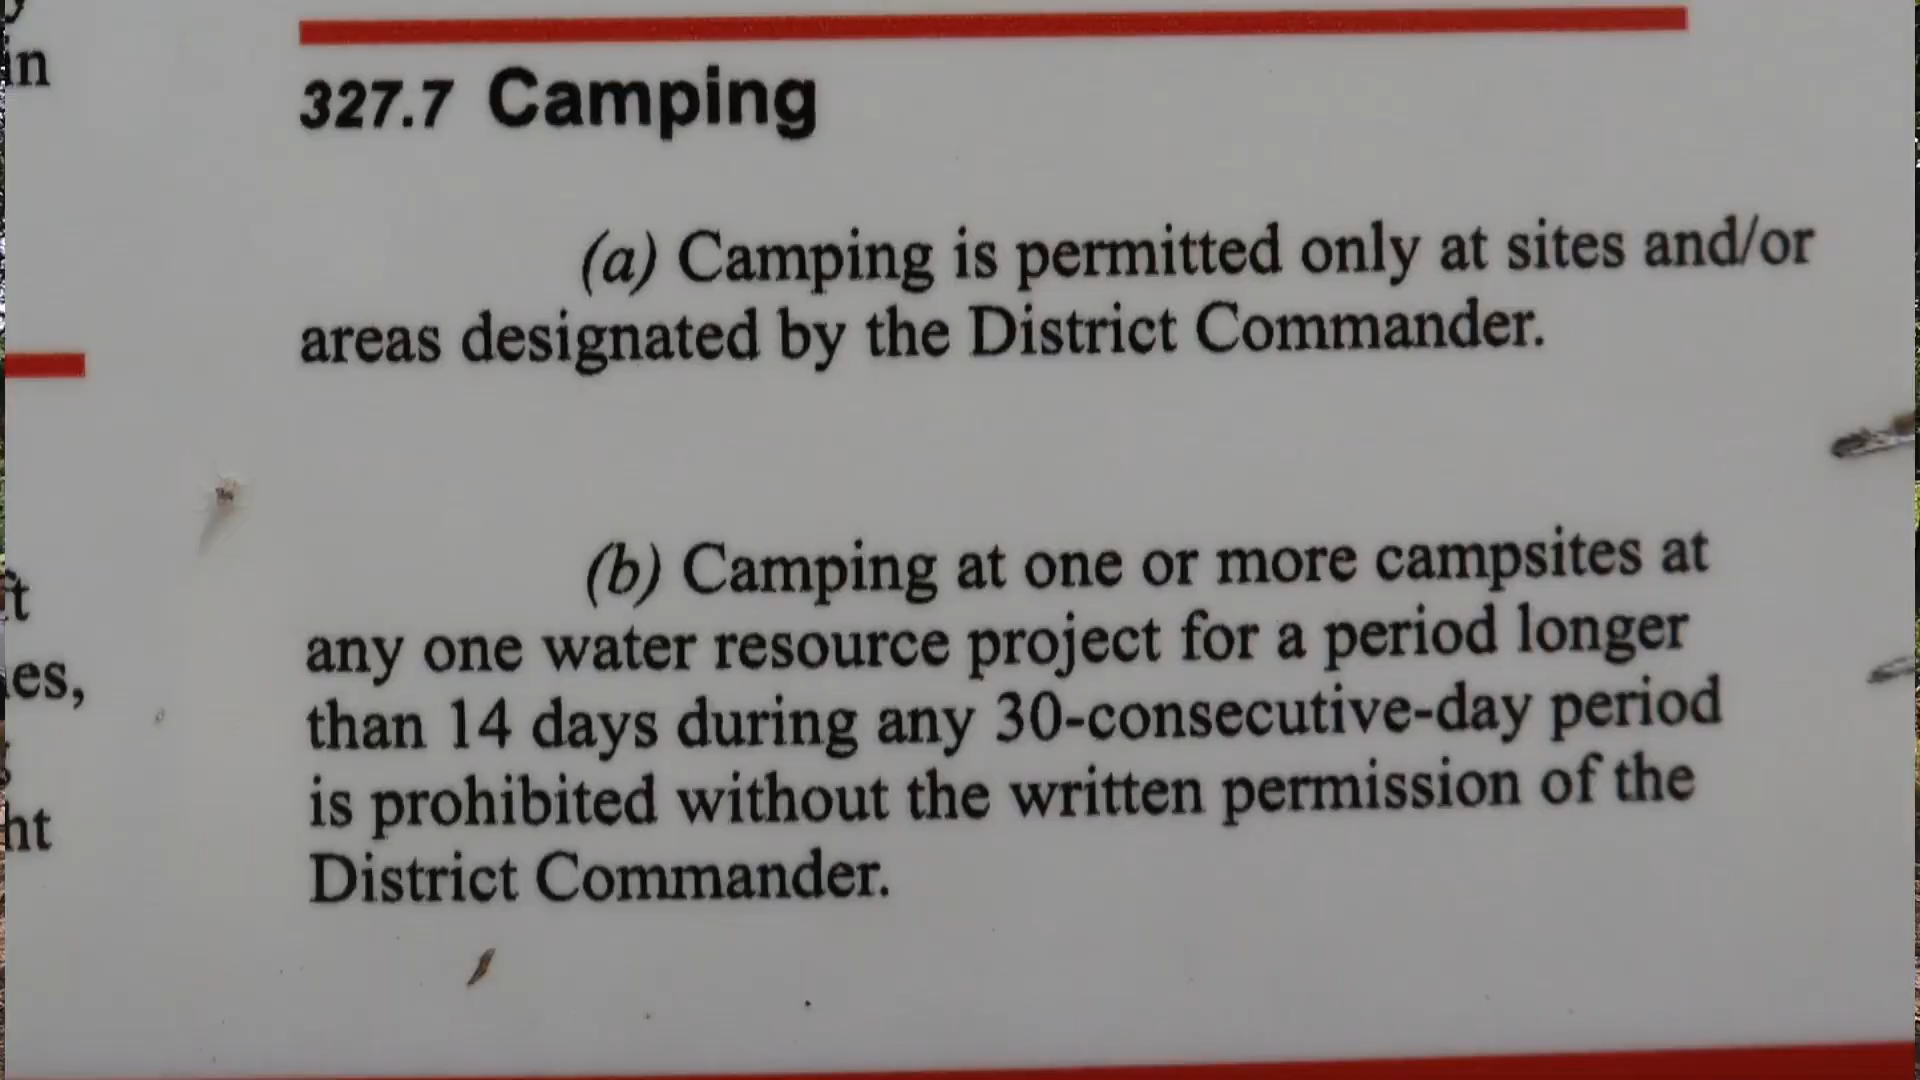 327.7 Camping
(a) Camping is permitted only at sites and/or
areas designated by the District Commander.
(b) Camping at one or more campsites at
any one water resource project for a period longer
than 14 days during any 30-consecutive-day period
is prohibited without the written permission of the
District Commander.